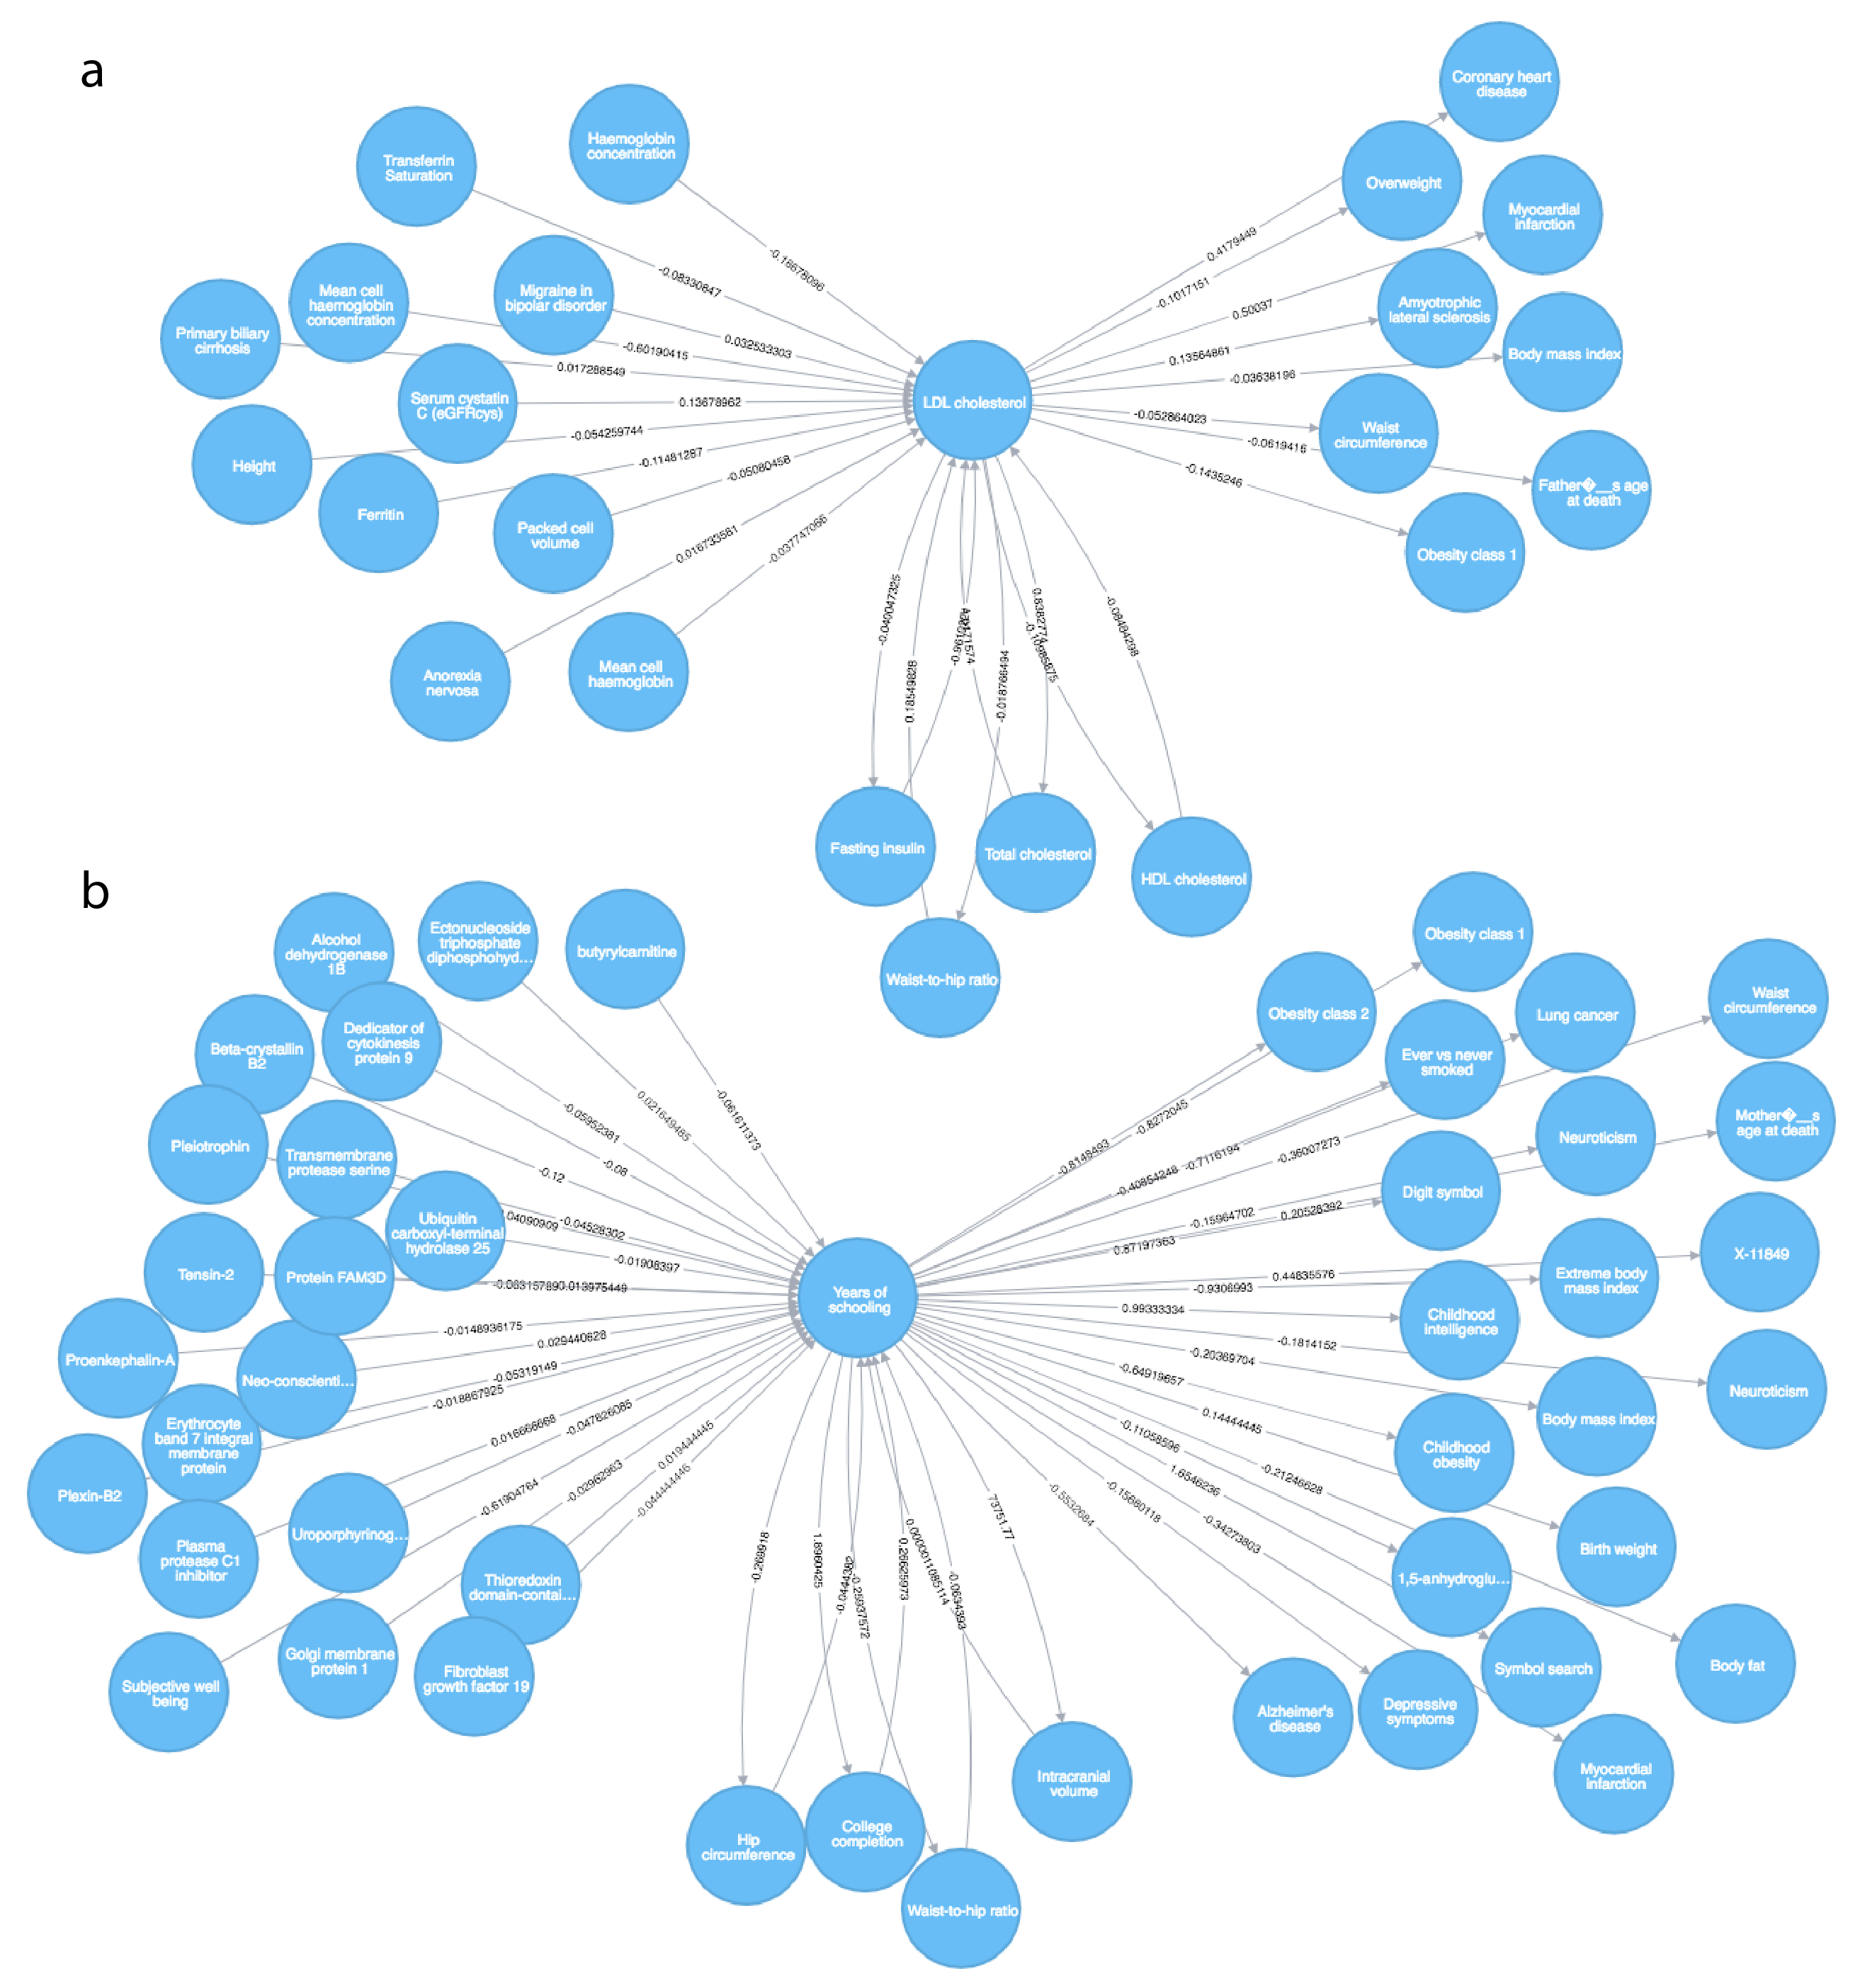 a
Coronary heart
disease
Haemoglobin
concentration
Transferrin
Saturation
Overweight
Myocardial
infarction
Mean cell
haemoglobin
concentration
Migraine in
bipolar disorder
Primary biliary
cirrhosis
Amyotrophic
lateral sclerosis
Body mass index
Serum cystatin
C (eGFRcys)
LDL cholesterol
Waist
circumference
Height
Ferritin
Packed cell
volume
Father�__s age
at death
Obesity class 1
Anorexia
nervosa
Mean cell
haemoglobin
-0.16678096
-0.08330847
0.032533303
-0.60190415
0.017288549
0.13678962
-0.054259744
-0.11481287
-0.05080458
0.016733581
-0.037747066
0.4179449
-0.1017151
0.50037
0.13564861
-0.03638196
-0.052864023
-0.0619416
-0.1435246
-0.040047325
0.18549828
-0.018766494
0.8382774
-0.10985875
-0.08484298
Fasting insulin
Total cholesterol
HDL cholesterol
Waist-to-hip ratio
b
Alcohol
dehydrogenase
1B
Ectonucleoside
triphosphate
diphosphohyd...
butyrylcarnitine
Dedicator of
cytokinesis
protein 9
Beta-crystallin
B2
Pleiotrophin
Transmembrane
protease serine
Ubiquitin
carboxyl-terminal
hydrolase 25
Tensin-2
Protein FAM3D
Proenkephalin-A
Neo-conscienti...
Erythrocyte
band 7 integral
membrane
protein
Plexin-B2
Plasma
protease C1
inhibitor
Uroporphyrinog...
Thioredoxin
domain-contai...
Golgi membrane
protein 1
Fibroblast
growth factor 19
Subjective well
being
Years of
schooling
-0.061611373
0.021649485
-0.05952381
-0.08
-0.12
-0.04528302
04090909
-0.01908397
-0.063157890
0.013975449
-0.0148936175
0.029440628
-0.05319149
-0.018867925
0.016666668
-0.047826085
-0.61904764
-0.02962963
0.019444445
-0.044444446
Obesity class 1
Obesity class 2
Lung cancer
Waist
circumference
Ever vs never
smoked
Mother�__s
age at death
Neuroticism
Digit symbol
X-11849
Extreme body
mass index
Childhood
intelligence
Neuroticism
Body mass index
Childhood
obesity
Birth weight
1,5-anhydroglu...
Symbol search
Body fat
Alzheimer's
disease
Depressive
symptoms
Myocardial
infarction
-0.8148493
-0.8272045
-0.40854248
-0.7116194
-0.36007273
-0.15964702
0.20528392
0.87197363
0.44835576
-0.9306993
0.99333334
-0.1814152
-0.20369704
-0.64919657
0.14444445
-0.11058596
-0.21246628
1.6546236
-0.15680118
-0.34273803
-0.5532684
73751.77
-0.269918
1.8960425
-0.25937572
0.26625973
0.000011085114
-0.0634393
Hip
circumference
College
completion
Waist-to-hip ratio
Intracranial
volume